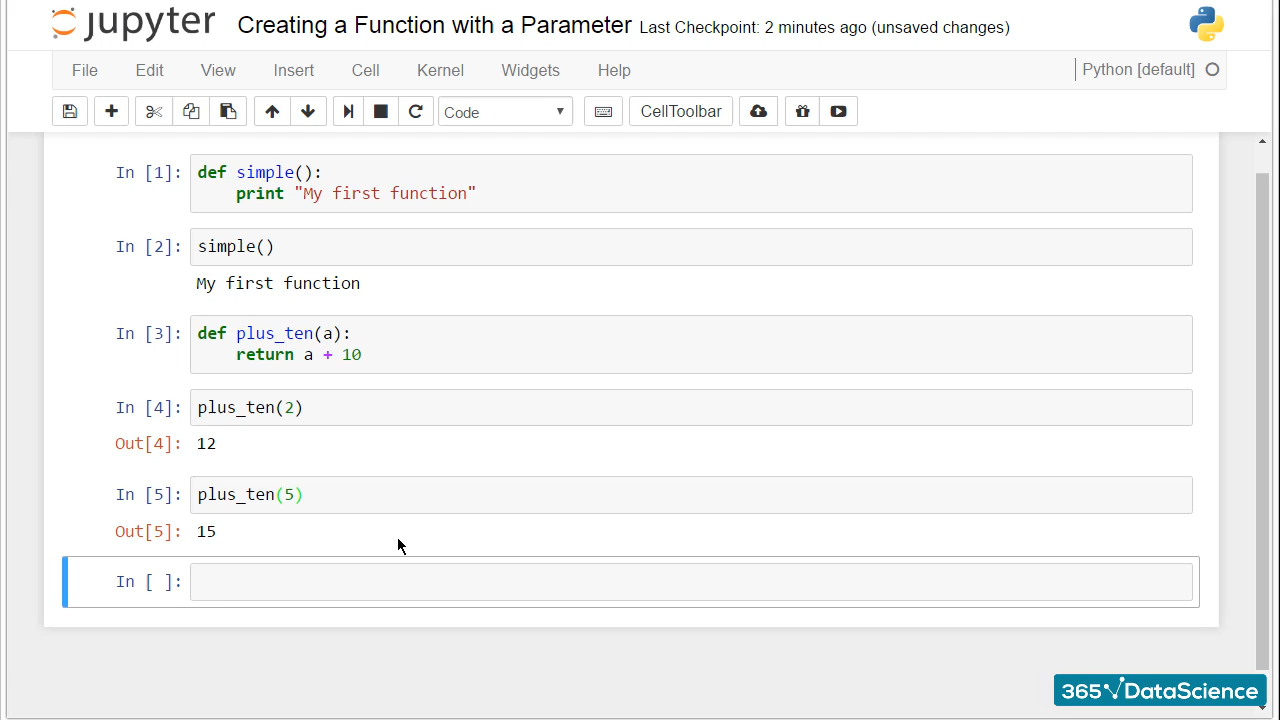 jupyter Creating a Function with a Parameter Last Checkpoint: 2 minutes ago (unsaved changes)
File Edit View Insert Cell Kernel Widgets Help Python [default]
Code CellToolbar
In [1]: def simple():
    print "My first function"
In [2]: simple()
My first function
In [3]: def plus_ten(a):
    return a + 10
In [4]: plus_ten(2)
Out[4]: 12
In [5]: plus_ten(5)
Out[5]: 15
In [ ]:
365 DataScience